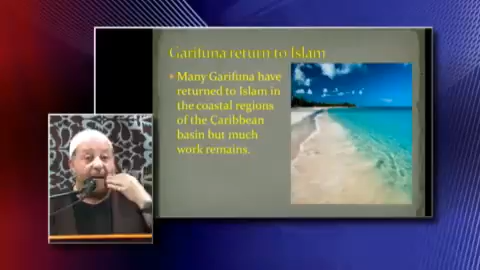 Garifuna return to Islam
Many Garifuna have
returned to Islam in
the coastal regions
of the Caribbean
basin but much
work remains.